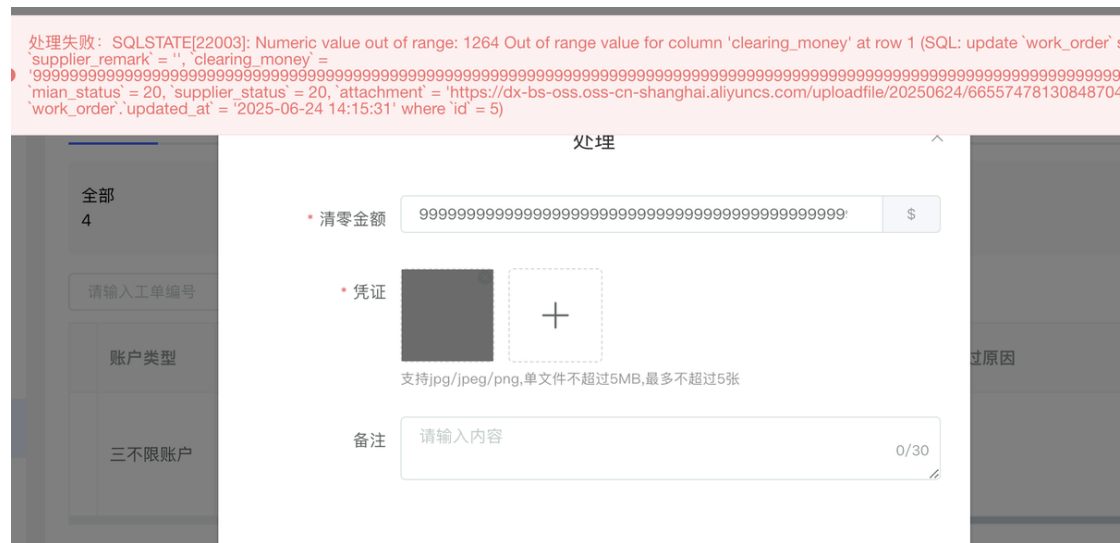 处理失败：SQLSTATE[22003]: Numeric value out of range: 1264 Out of range value for column 'clearing_money' at row 1 (SQL: update `work_order`
`supplier_remark` = '', `clearing_money` =
`mian_status` = 20, `supplier_status` = 20, `attachment` = 'https://dx-bs-oss.oss-cn-shanghai.aliyuncs.com/uploadfile/20250624/66557478130848704
`work_order`.`updated_at` = '2025-06-24 14:15:31' where `id` = 5)
处理
全部
4
* 清零金额
$
请输入工单编号
* 凭证
账户类型
过原因
支持jpg/jpeg/png,单文件不超过5MB,最多不超过5张
备注
请输入内容
0/30
三不限账户